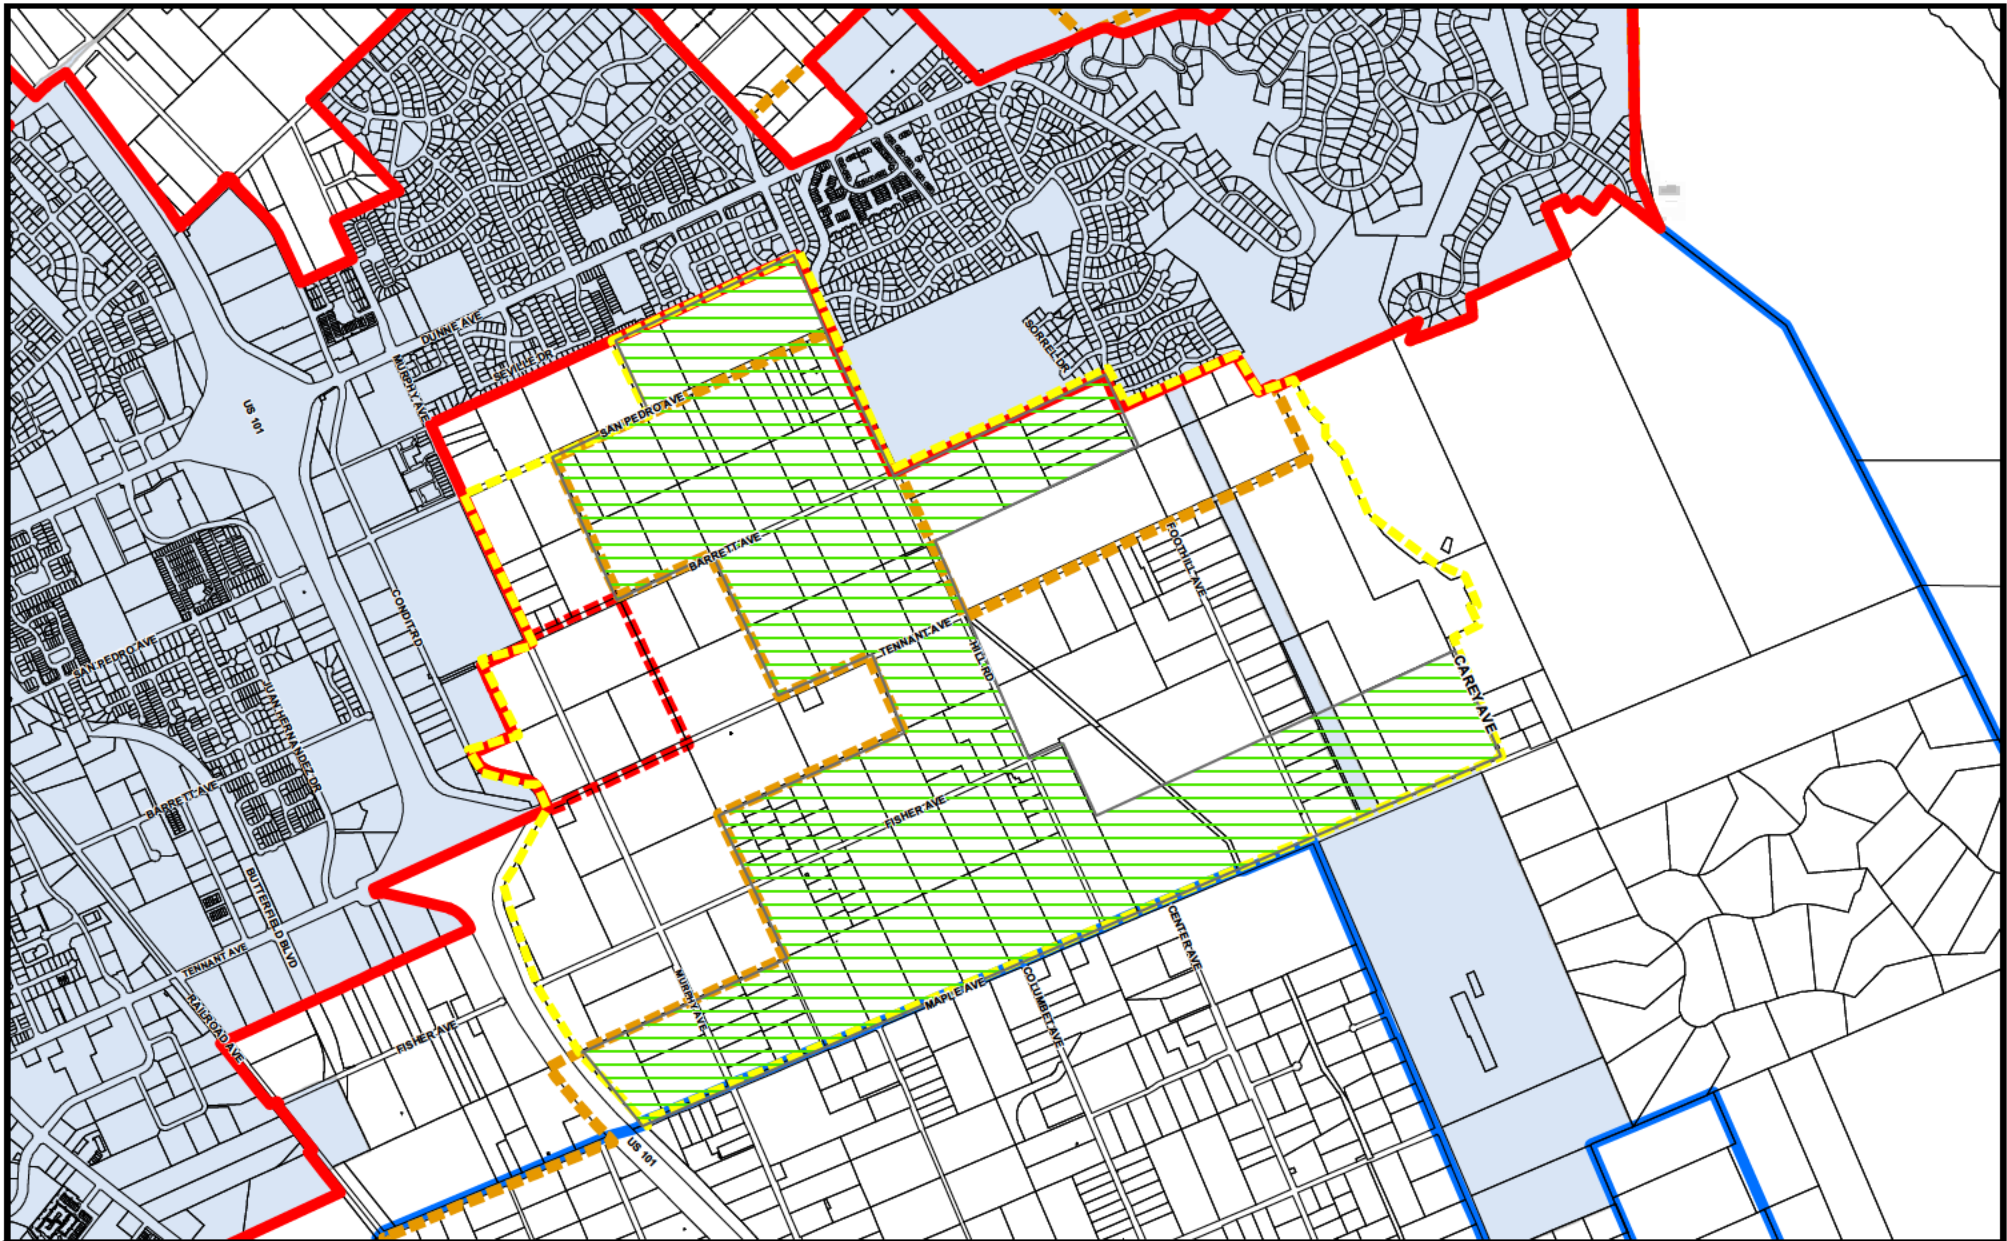 DUNNE AVE
MURPHY AVE
SEVILLE DR
SORREL DR
US 101
SAN PEDRO AVE
BARRETT AVE
FOOTHILL AVE
CONDIT RD
TENNANT AVE
HILL RD
SAN PEDRO AVE
CAREY AVE
JUAN HERNANDEZ DR
BARRETT AVE
FISHER AVE
BUTTERFIELD BLVD
TENNANT AVE
CENTER AVE
MURPHY AVE
MAPLE AVE
COLUMBET AVE
RAILROAD AVE
FISHER AVE
US 101